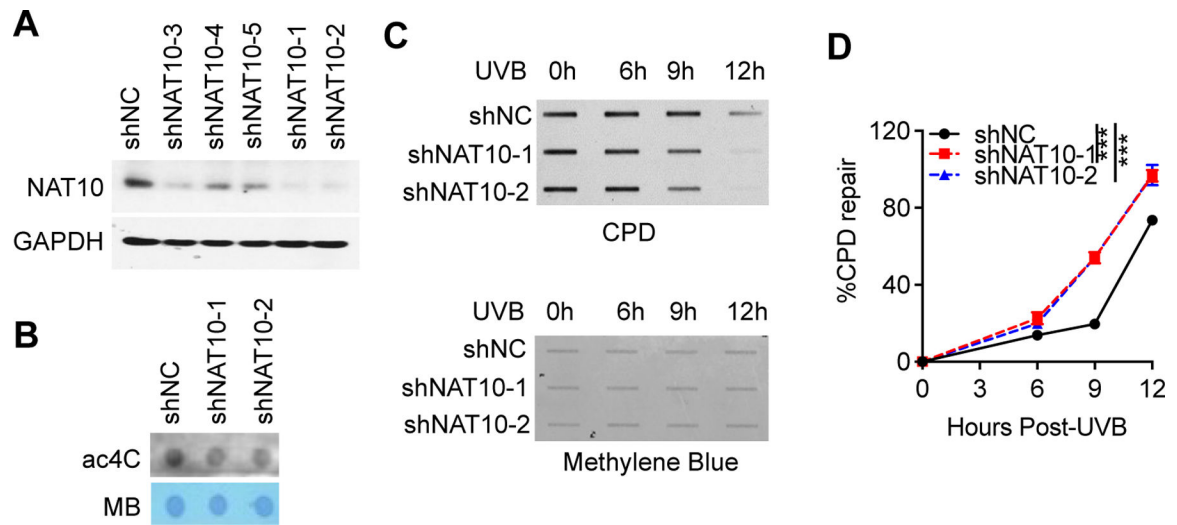 A
shNC
shNAT10-3
shNAT10-4
shNAT10-5
shNAT10-1
shNAT10-2
NAT10
GAPDH
B
shNC
shNAT10-1
shNAT10-2
ac4C
MB
C
UVB 0h 6h 9h 12h
shNC
shNAT10-1
shNAT10-2
CPD
UVB 0h 6h 9h 12h
shNC
shNAT10-1
shNAT10-2
Methylene Blue
D
shNC
shNAT10-1
shNAT10-2
***
***
%CPD repair
120
80
40
0
0 3 6 9 12
Hours Post-UVB